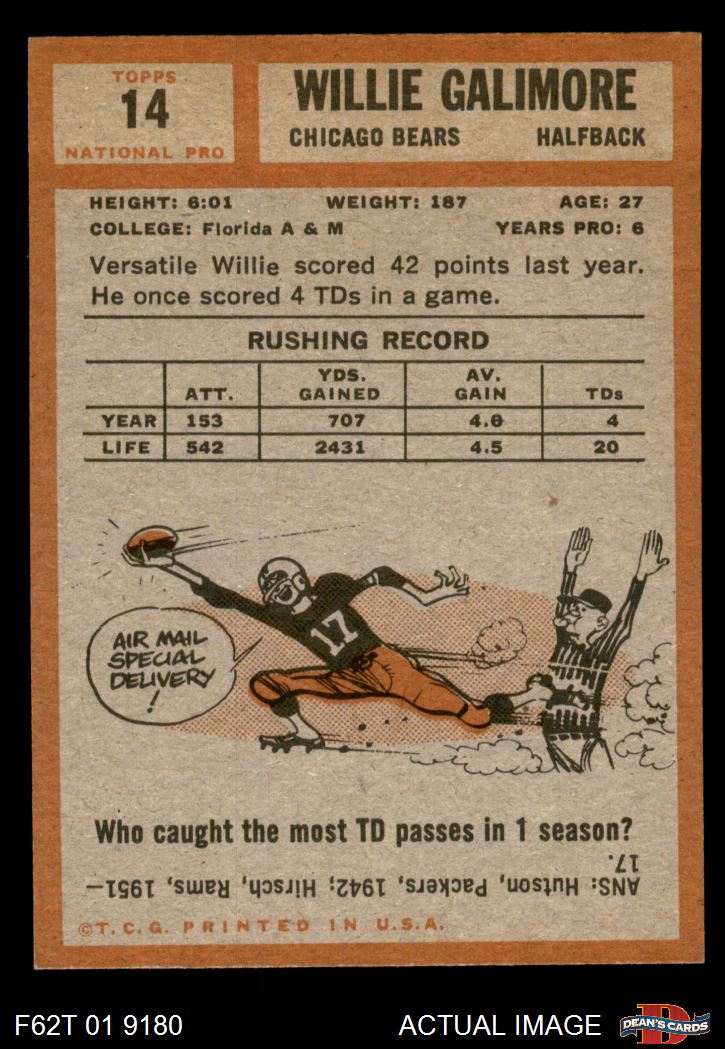 TOPPS
14
NATIONAL PRO
WILLIE GALIMORE
CHICAGO BEARS HALFBACK
HEIGHT: 6:01 WEIGHT: 187 AGE: 27
COLLEGE: Florida A & M YEARS PRO: 6
Versatile Willie scored 42 points last year.
He once scored 4 TDs in a game.
RUSHING RECORD
ATT. YDS. GAINED AV. GAIN TDs
YEAR 153 707 4.6 4
LIFE 542 2431 4.5 20
17
AIR MAIL
SPECIAL
DELIVERY
!
Who caught the most TD passes in 1 season?
ANS: Hutson, Packers, 1942; Hirsch, Rams, 1951—
17.
©T.C.G. PRINTED IN U.S.A.
F62T 01 9180 ACTUAL IMAGE
D
DEAN'S CARDS